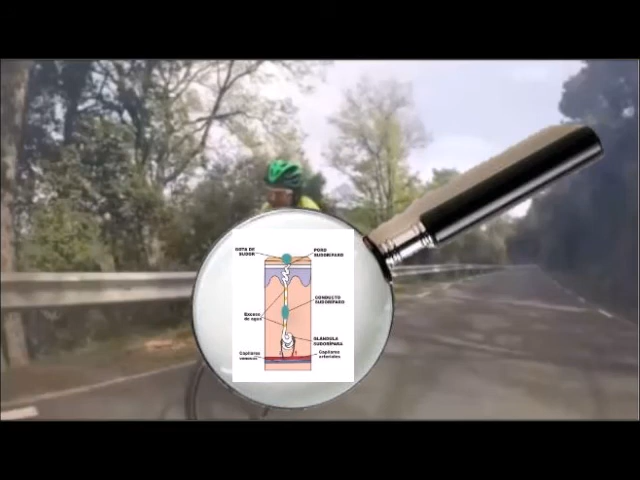 GOTA DE
SUDOR
PORO
SUDORÍPARO
CONDUCTO
SUDORÍPARO
Exceso
de agua
GLÁNDULA
SUDORÍPARA
Capilares
venosos
Capilares
arteriales